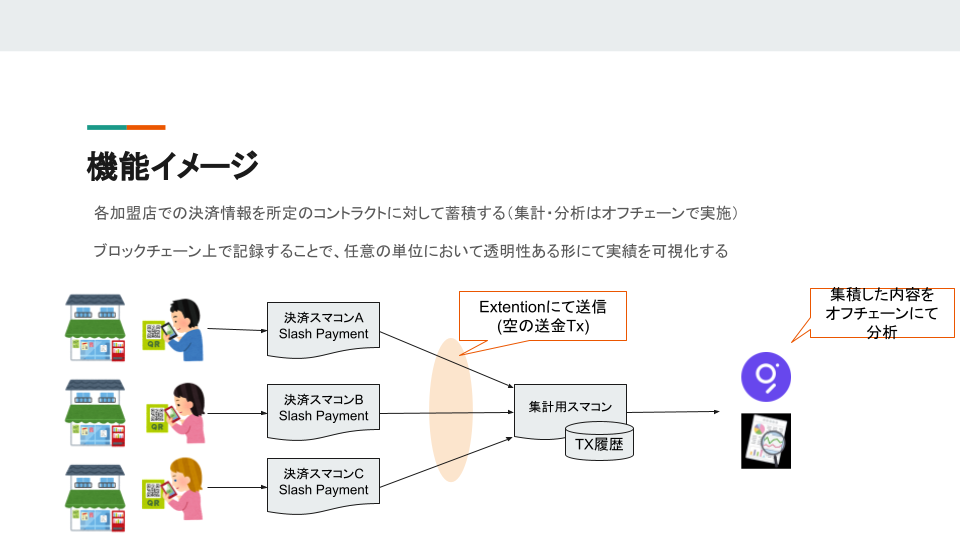 機能イメージ
各加盟店での決済情報を所定のコントラクトに対して蓄積する（集計・分析はオフチェーンで実施）
ブロックチェーン上で記録することで、任意の単位において透明性ある形にて実績を可視化する
QR
決済スマコンA
Slash Payment
Extentionにて送信
(空の送金Tx)
集積した内容を
オフチェーンにて
分析
QR
決済スマコンB
Slash Payment
集計用スマコン
TX履歴
QR
決済スマコンC
Slash Payment